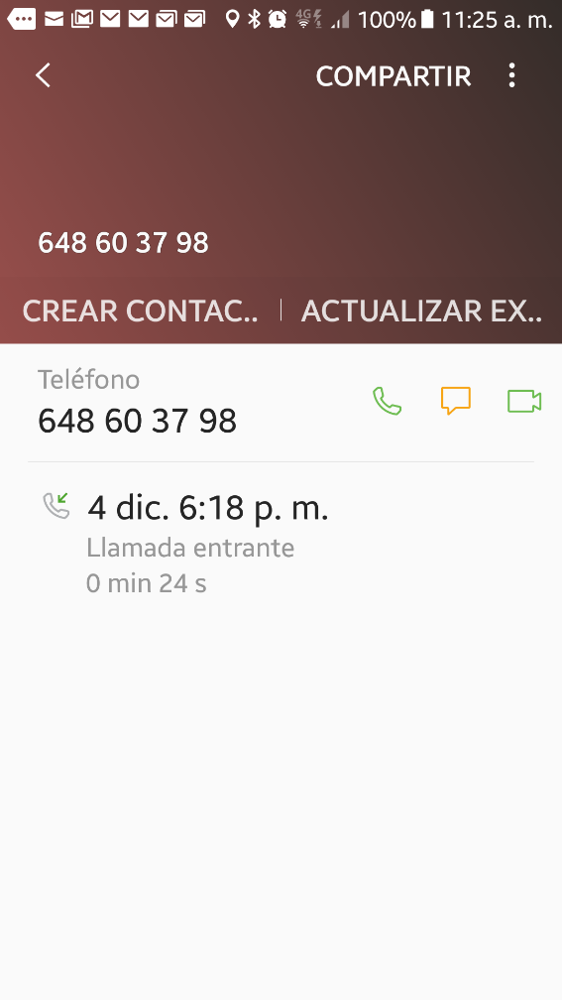 4G 100% 11:25 a. m.
COMPARTIR
648 60 37 98
CREAR CONTAC.. ACTUALIZAR EX..
Teléfono
648 60 37 98
4 dic. 6:18 p. m.
Llamada entrante
0 min 24 s